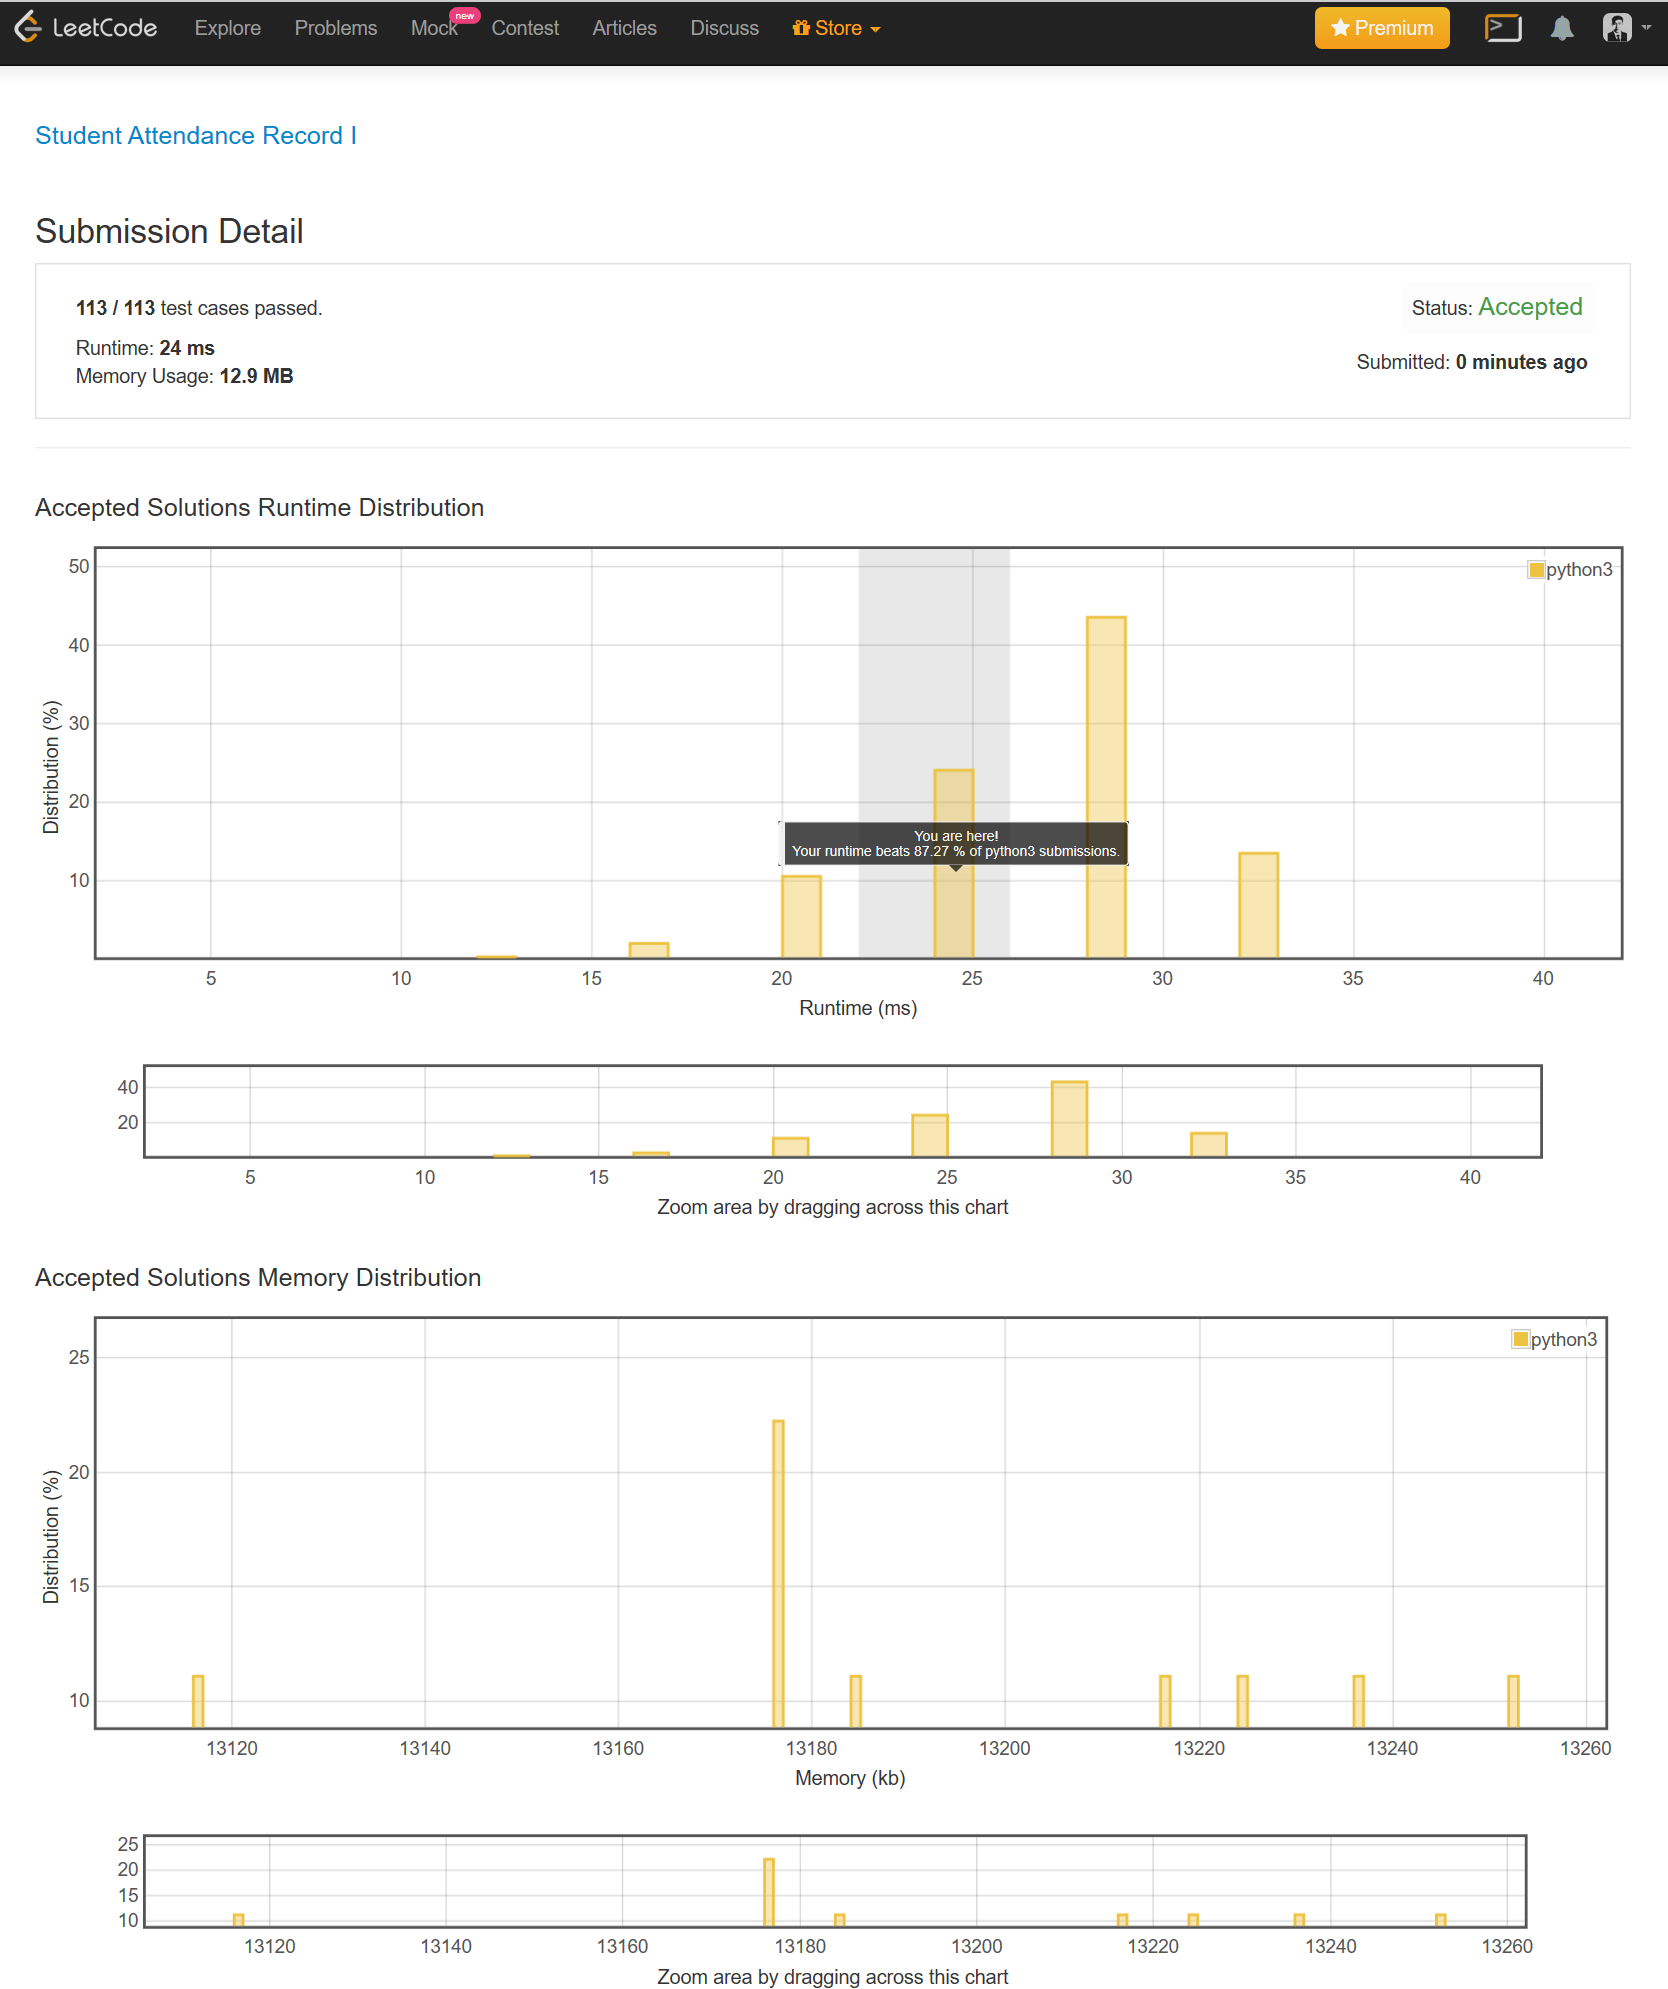 LeetCode Explore Problems Mock new Contest Articles Discuss Store Premium
Student Attendance Record I
Submission Detail
113 / 113 test cases passed.
Status: Accepted
Runtime: 24 ms
Memory Usage: 12.9 MB
Submitted: 0 minutes ago
Accepted Solutions Runtime Distribution
50
40
30
20
10
Distribution (%)
python3
You are here!
Your runtime beats 87.27 % of python3 submissions.
5 10 15 20 25 30 35 40
Runtime (ms)
40
20
5 10 15 20 25 30 35 40
Zoom area by dragging across this chart
Accepted Solutions Memory Distribution
25
20
15
10
Distribution (%)
python3
13120 13140 13160 13180 13200 13220 13240 13260
Memory (kb)
25
20
15
10
13120 13140 13160 13180 13200 13220 13240 13260
Zoom area by dragging across this chart